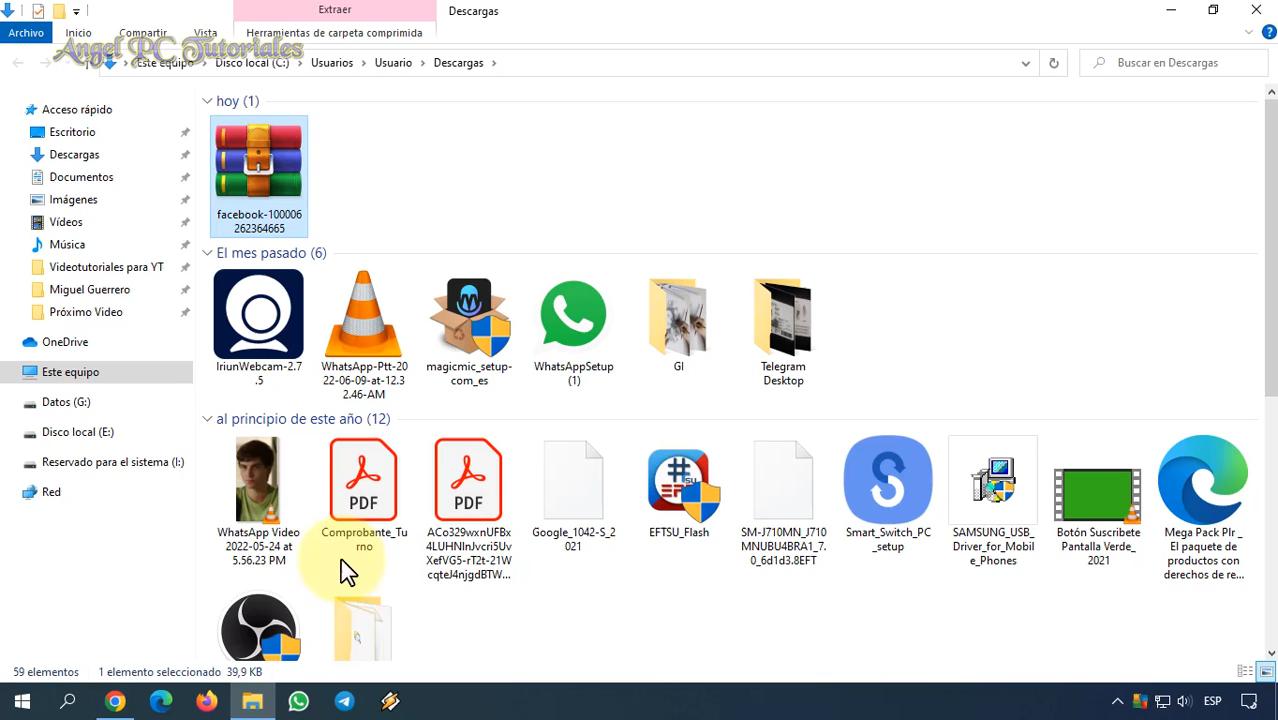 Extraer
Descargas
Archivo
Inicio
Compartir
Vista
Herramientas de carpeta comprimida
Angel PC Tutoriales
Este equipo
Disco local (C:)
Usuarios
Usuario
Descargas
Buscar en Descargas
Acceso rápido
Escritorio
Descargas
Documentos
Imágenes
Vídeos
Música
Videotutoriales para YT
Miguel Guerrero
Próximo Video
OneDrive
Este equipo
Datos (G:)
Disco local (E:)
Reservado para el sistema (I:)
Red
hoy (1)
facebook-100006
262364665
El mes pasado (6)
IriunWebcam-2.7
.5
WhatsApp-Ptt-20
22-06-09-at-12.3
2.46-AM
magicmic_setup-
com_es
WhatsAppSetup
(1)
GI
Telegram
Desktop
al principio de este año (12)
WhatsApp Video
2022-05-24 at
5.56.23 PM
PDF
Comprobante_Tu
rno
PDF
ACo329wxnUFBx
4LUHNInJvcri5Uv
XefVG5-rT2t-21W
cqteJ4njgdBTW...
Google_1042-S_2
021
#SU
EFT
EFTSU_Flash
SM-J710MN_J710
MNUBU4BRA1_7.
0_6d1d3.8EFT
Smart_Switch_PC
_setup
SAMSUNG_USB_
Driver_for_Mobil
e_Phones
Botón Suscribete
Pantalla Verde_
2021
Mega Pack Plr _
El paquete de
productos con
derechos de re...
59 elementos
1 elemento seleccionado 39,9 KB
ESP